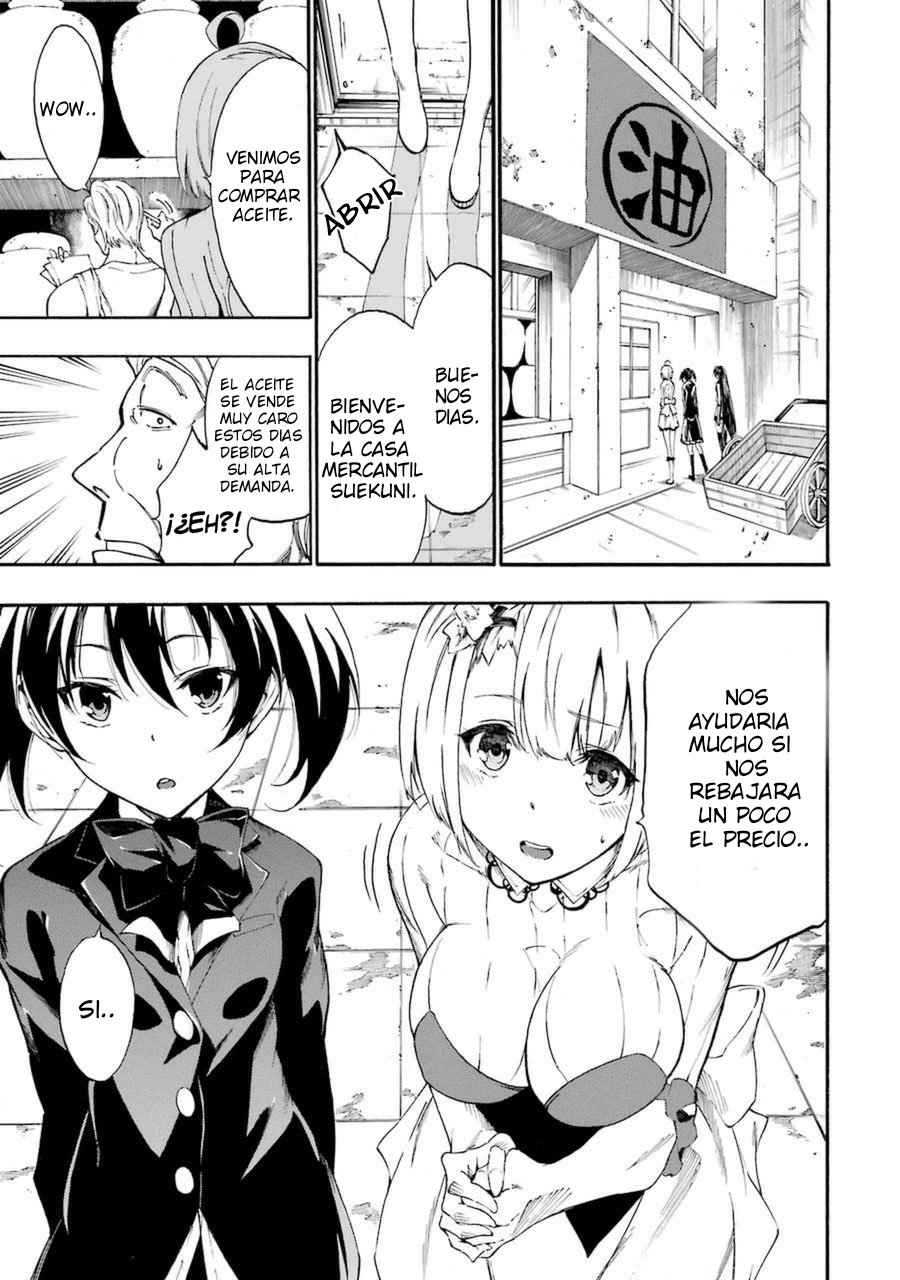 油
ABRIR
BUE-
NOS
DIAS.
BIENVE-
NIDOS A
LA CASA
MERCANTIL
SUEKUNI.
VENIMOS
PARA
COMPRAR
ACEITE.
WOW..
EL ACEITE
SE VENDE
MUY CARO
ESTOS DIAS
DEBIDO A
SU ALTA
DEMANDA.
¡¿EH?!
NOS
AYUDARIA
MUCHO SI
NOS
REBAJARA
UN POCO
EL PRECIO..
SI..